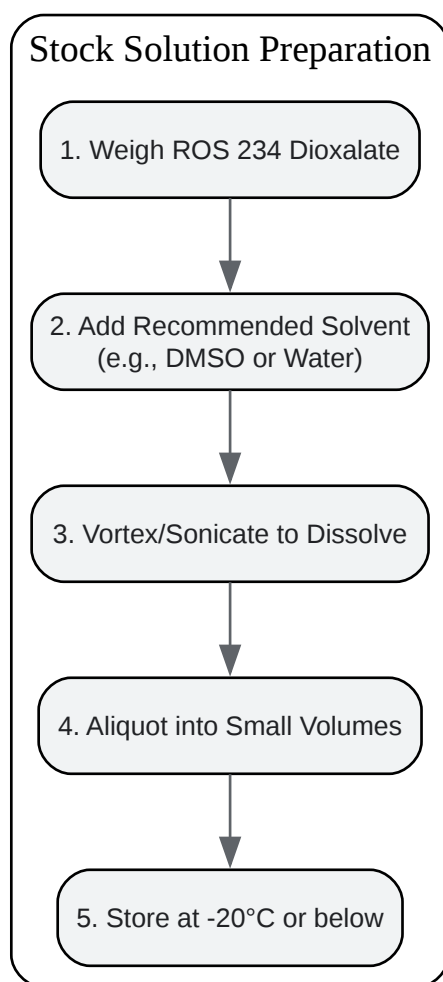 Stock Solution Preparation
1. Weigh ROS 234 Dioxalate
2. Add Recommended Solvent
(e.g., DMSO or Water)
3. Vortex/Sonicate to Dissolve
4. Aliquot into Small Volumes
5. Store at -20°C or below